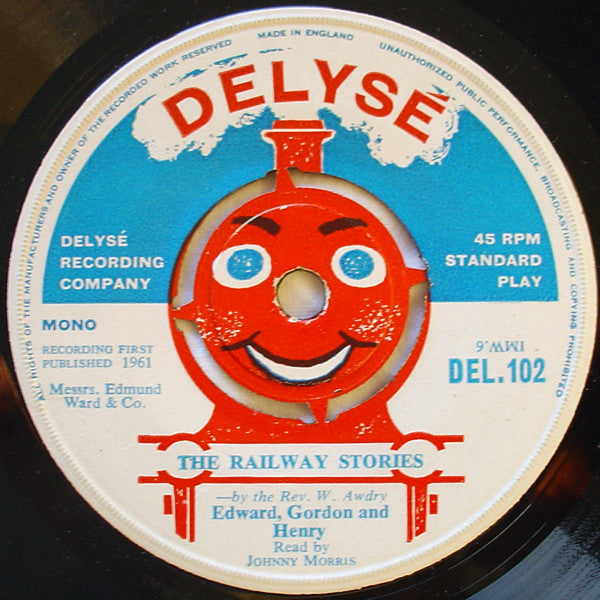 ALL RIGHTS OF THE MANUFACTURERS AND OWNER OF THE RECORDED WORK RESERVED MADE IN ENGLAND UNAUTHORIZED PUBLIC PERFORMANCE, BROADCASTING AND COPYING PROHIBITED
DELYSÉ
DELYSÉ
RECORDING
COMPANY
45 RPM
STANDARD
PLAY
MONO
RECORDING FIRST
PUBLISHED 1961
Messrs. Edmund
Ward & Co.
IMW.6
DEL.102
THE RAILWAY STORIES
—by the Rev. W. Awdry
Edward, Gordon and
Henry
Read by
JOHNNY MORRIS